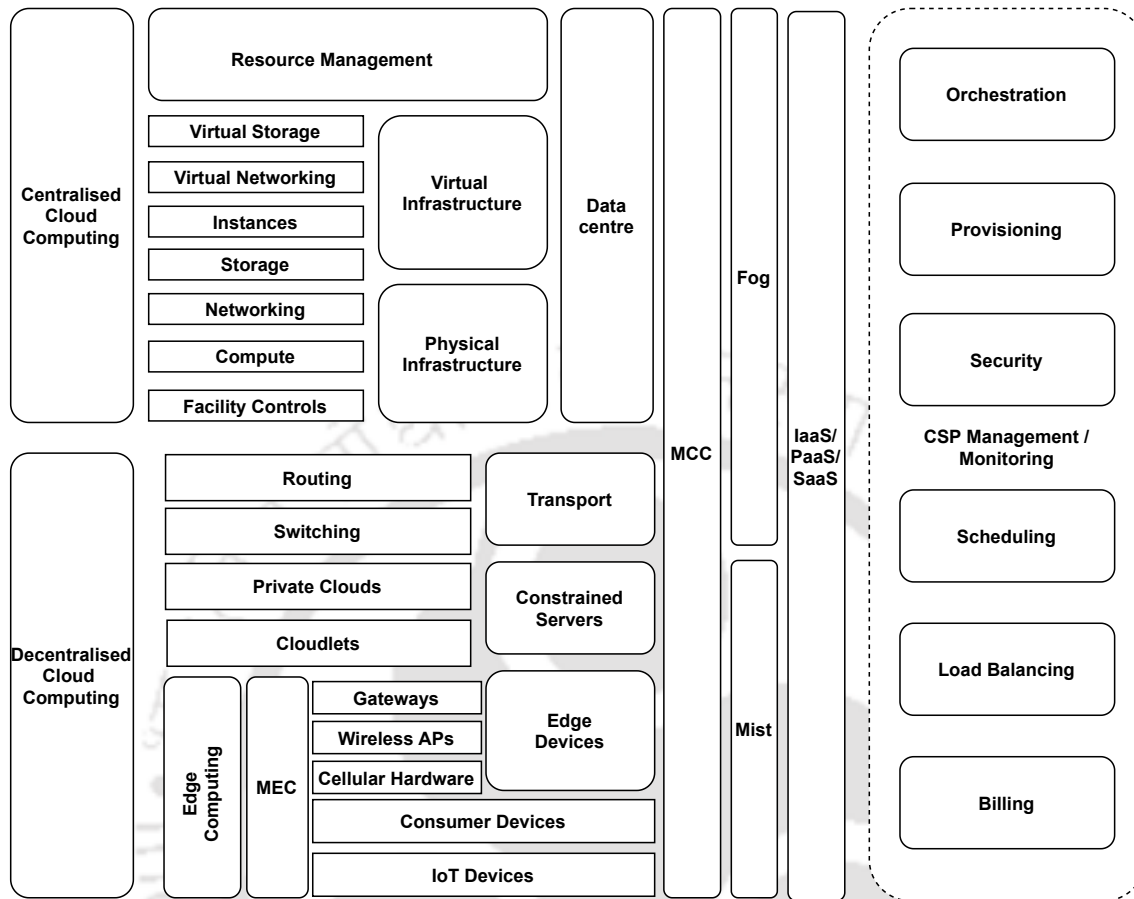 Centralised
Cloud
Computing
Resource Management
Virtual Storage
Virtual Networking
Instances
Storage
Networking
Compute
Facility Controls
Virtual
Infrastructure
Physical
Infrastructure
Data
centre
Decentralised
Cloud
Computing
Routing
Switching
Private Clouds
Cloudlets
Transport
Constrained
Servers
Edge
Computing
MEC
Gateways
Wireless APs
Cellular Hardware
Consumer Devices
IoT Devices
Edge
Devices
MCC
Fog
Mist
IaaS/
PaaS/
SaaS
Orchestration
Provisioning
Security
CSP Management /
Monitoring
Scheduling
Load Balancing
Billing